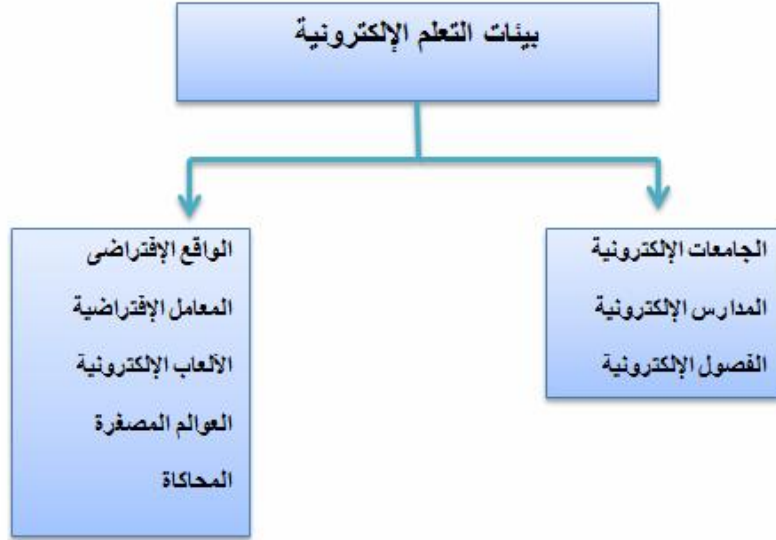 بيئات التعلم الإلكترونية
الجامعات الإلكترونية
المدارس الإلكترونية
الفصول الإلكترونية
الواقع الإفتراضى
المعامل الإفتراضية
الألعاب الإلكترونية
العوالم المصغرة
المحاكاة